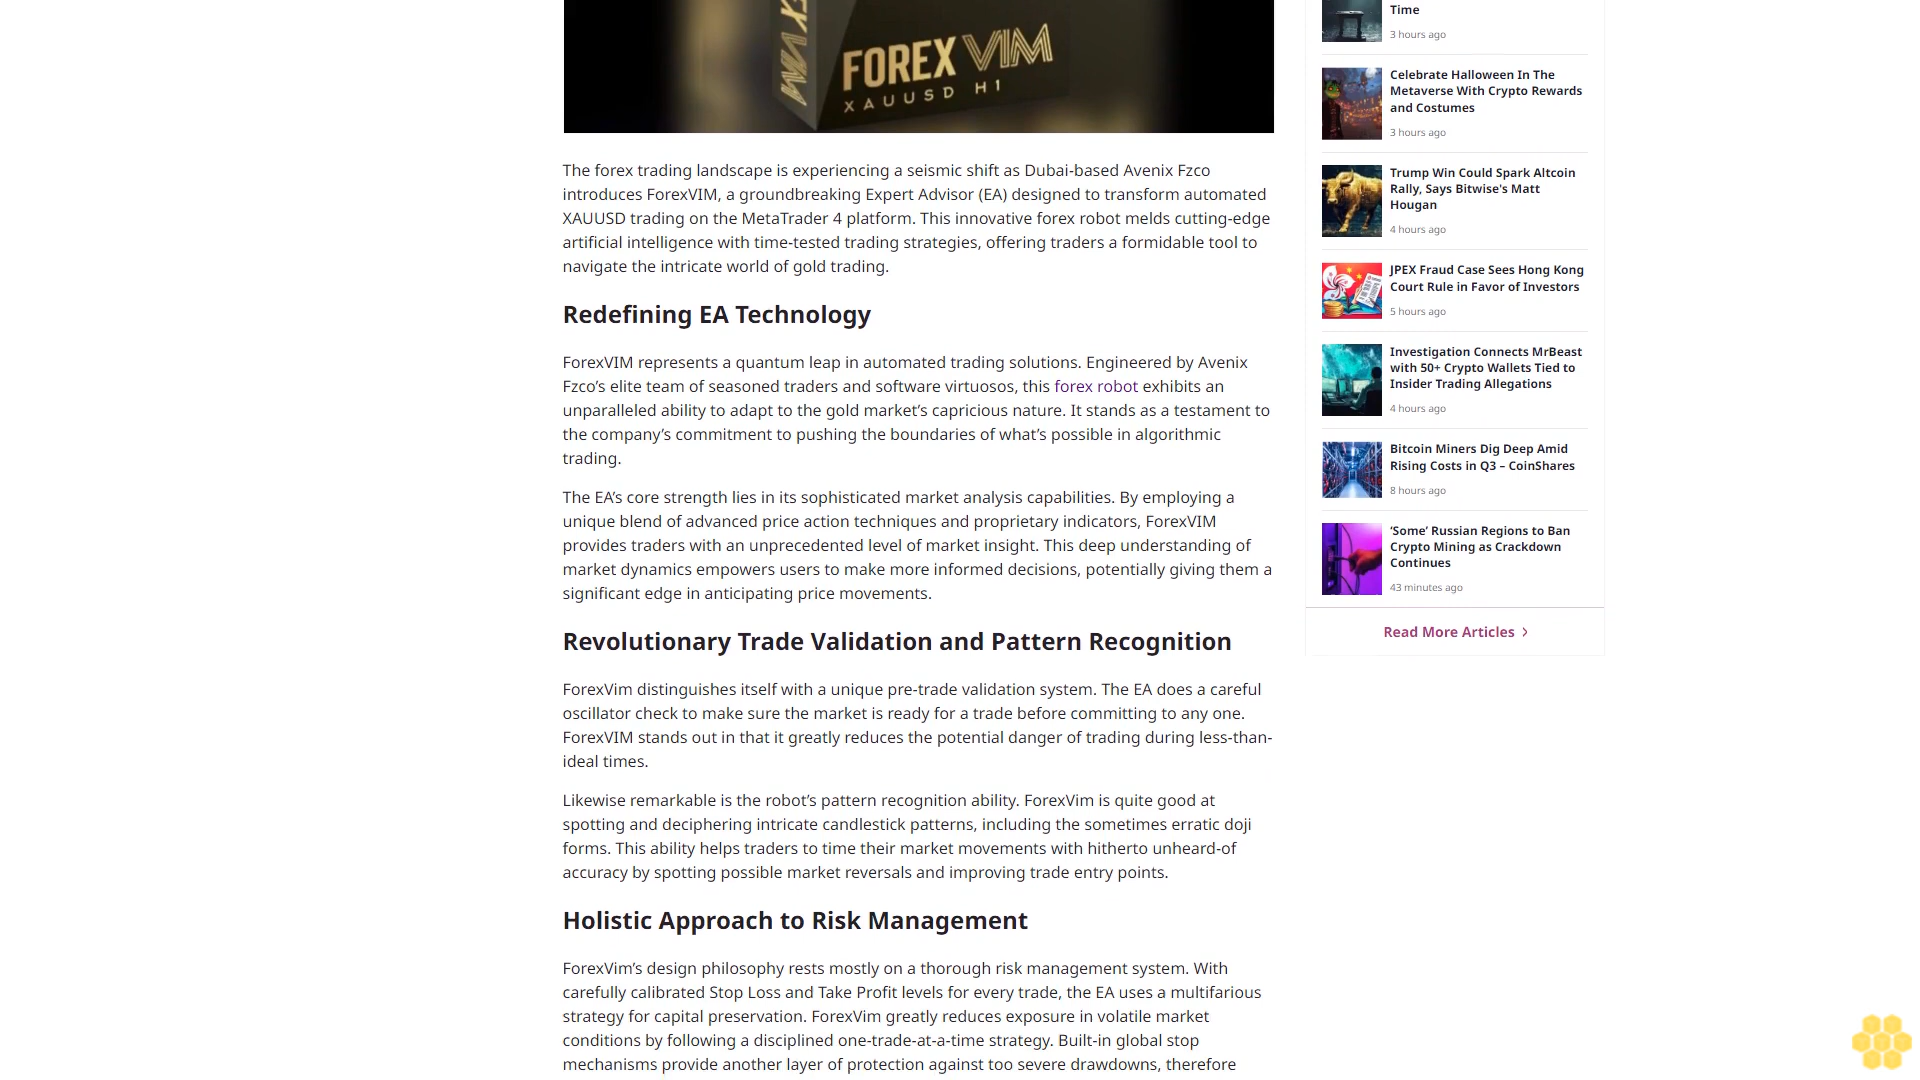 FOREX VIM
XAUUSD H1
The forex trading landscape is experiencing a seismic shift as Dubai-based Avenix Fzco
introduces ForexVIM, a groundbreaking Expert Advisor (EA) designed to transform automated
XAUUSD trading on the MetaTrader 4 platform. This innovative forex robot melds cutting-edge
artificial intelligence with time-tested trading strategies, offering traders a formidable tool to
navigate the intricate world of gold trading.
Redefining EA Technology
ForexVIM represents a quantum leap in automated trading solutions. Engineered by Avenix
Fzco’s elite team of seasoned traders and software virtuosos, this forex robot exhibits an
unparalleled ability to adapt to the gold market’s capricious nature. It stands as a testament to
the company’s commitment to pushing the boundaries of what’s possible in algorithmic
trading.
The EA’s core strength lies in its sophisticated market analysis capabilities. By employing a
unique blend of advanced price action techniques and proprietary indicators, ForexVIM
provides traders with an unprecedented level of market insight. This deep understanding of
market dynamics empowers users to make more informed decisions, potentially giving them a
significant edge in anticipating price movements.
Revolutionary Trade Validation and Pattern Recognition
ForexVim distinguishes itself with a unique pre-trade validation system. The EA does a careful
oscillator check to make sure the market is ready for a trade before committing to any one.
ForexVIM stands out in that it greatly reduces the potential danger of trading during less-than-
ideal times.
Likewise remarkable is the robot’s pattern recognition ability. ForexVim is quite good at
spotting and deciphering intricate candlestick patterns, including the sometimes erratic doji
forms. This ability helps traders to time their market movements with hitherto unheard-of
accuracy by spotting possible market reversals and improving trade entry points.
Holistic Approach to Risk Management
ForexVim’s design philosophy rests mostly on a thorough risk management system. With
carefully calibrated Stop Loss and Take Profit levels for every trade, the EA uses a multifarious
strategy for capital preservation. ForexVim greatly reduces exposure in volatile market
conditions by following a disciplined one-trade-at-a-time strategy. Built-in global stop
mechanisms provide another layer of protection against too severe drawdowns, therefore
Time
3 hours ago
Celebrate Halloween In The
Metaverse With Crypto Rewards
and Costumes
3 hours ago
Trump Win Could Spark Altcoin
Rally, Says Bitwise's Matt
Hougan
4 hours ago
JPEX Fraud Case Sees Hong Kong
Court Rule in Favor of Investors
5 hours ago
Investigation Connects MrBeast
with 50+ Crypto Wallets Tied to
Insider Trading Allegations
4 hours ago
Bitcoin Miners Dig Deep Amid
Rising Costs in Q3 – CoinShares
8 hours ago
‘Some’ Russian Regions to Ban
Crypto Mining as Crackdown
Continues
43 minutes ago
Read More Articles